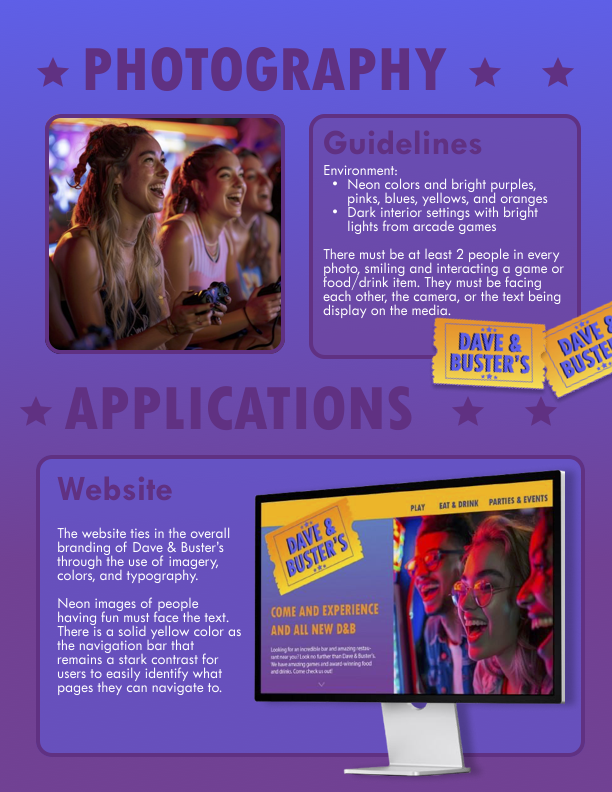 PHOTOGRAPHY
Guidelines
Environment:
• Neon colors and bright purples,
pinks, blues, yellows, and oranges
• Dark interior settings with bright
lights from arcade games
There must be at least 2 people in every
photo, smiling and interacting a game or
food/drink item. They must be facing
each other, the camera, or the text being
display on the media.
DAVE &
BUSTER'S
DAVE &
BUSTER'S
APPLICATIONS
Website
The website ties in the overall
branding of Dave & Buster's
through the use of imagery,
colors, and typography.
Neon images of people
having fun must face the text.
There is a solid yellow color as
the navigation bar that
remains a stark contrast for
users to easily identify what
pages they can navigate to.
PLAY EAT & DRINK PARTIES & EVENTS
DAVE &
BUSTER'S
COME AND EXPERIENCE
AND ALL NEW D&B
Looking for an incredible bar and amazing restau-
rant near you? Look no further than Dave & Buster's.
We have amazing games and award-winning food
and drinks. Come check us out!